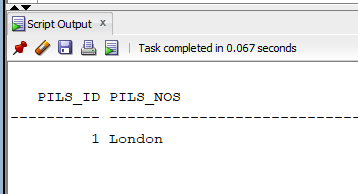 Script Output x
Task completed in 0.067 seconds
PILS_ID PILS_NOS
---------- ------------------------------
1 London